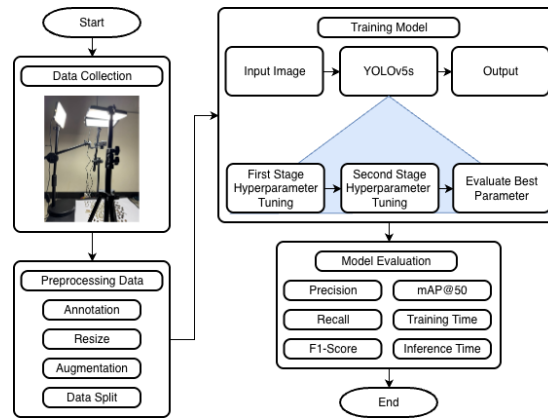 Start
Data Collection
Preprocessing Data
Annotation
Resize
Augmentation
Data Split
Training Model
Input Image
YOLOv5s
Output
First Stage
Hyperparameter
Tuning
Second Stage
Hyperparameter
Tuning
Evaluate Best
Parameter
Model Evaluation
Precision
mAP@50
Recall
Training Time
F1-Score
Inference Time
End